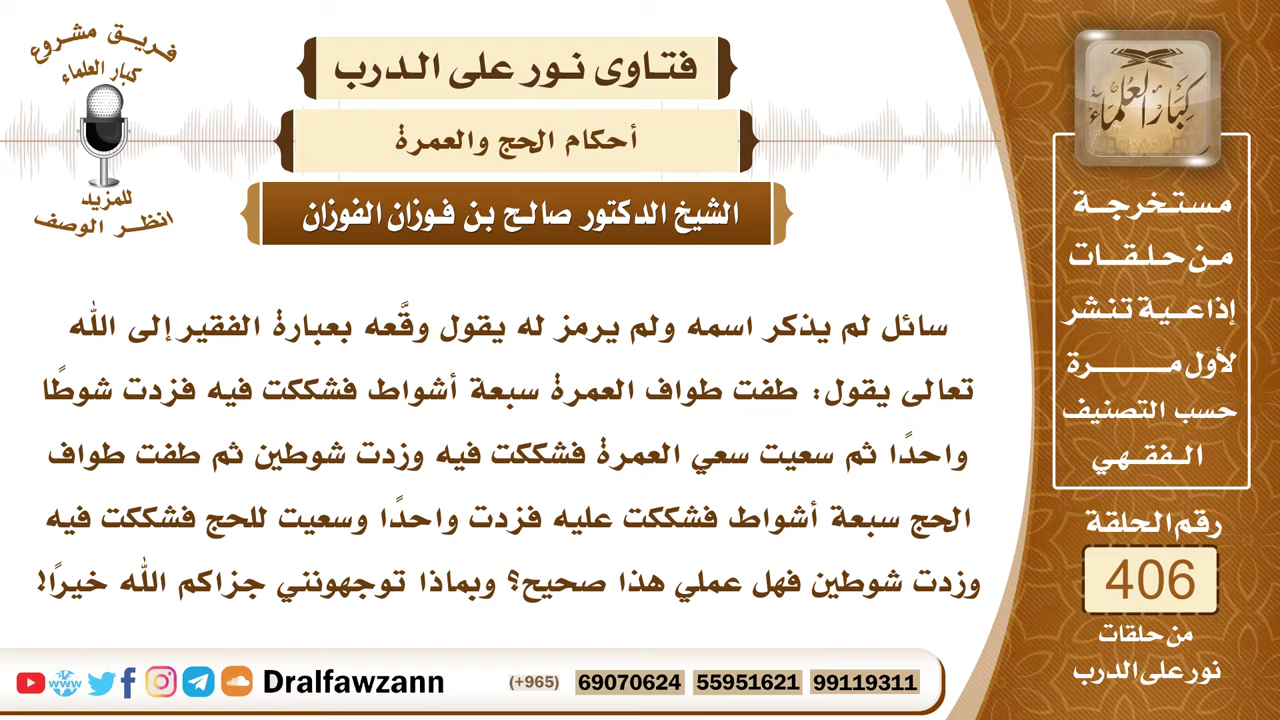 فريق مشروع
كبار العلماء
للمزيد
انظر الوصف
فتاوى نور على الدرب
أحكام الحج والعمرة
الشيخ الدكتور صالح بن فوزان الفوزان
سائل لم يذكر اسمه ولم يرمز له يقول وقَّعه بعبارة الفقير إلى الله
تعالى يقول: طفت طواف العمرة سبعة أشواط فشككت فيه فزدت شوطًا
واحدًا ثم سعيت سعي العمرة فشككت فيه وزدت شوطين ثم طفت طواف
الحج سبعة أشواط فشككت عليه فزدت واحدًا وسعيت للحج فشككت فيه
وزدت شوطين فهل عملي هذا صحيح؟ وبماذا توجهونني جزاكم الله خيرًا!
كبار العلماء
مستخرجة
من حلقات
إذاعية تنشر
لأول مرة
حسب التصنيف
الفقهي
رقم الحلقة
406
من حلقات
نور على الدرب
www
Dralfawzann
(+965) 69070624 55951621 99119311